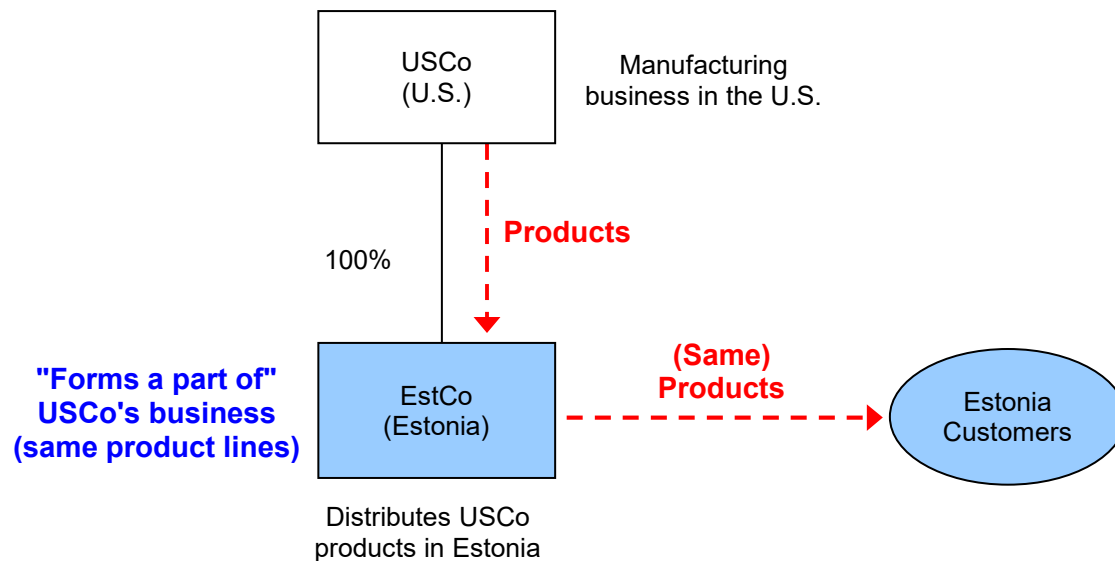 USCo
(U.S.)
Manufacturing
business in the U.S.
Products
100%
"Forms a part of"
USCo's business
(same product lines)
EstCo
(Estonia)
(Same)
Products
Estonia
Customers
Distributes USCo
products in Estonia